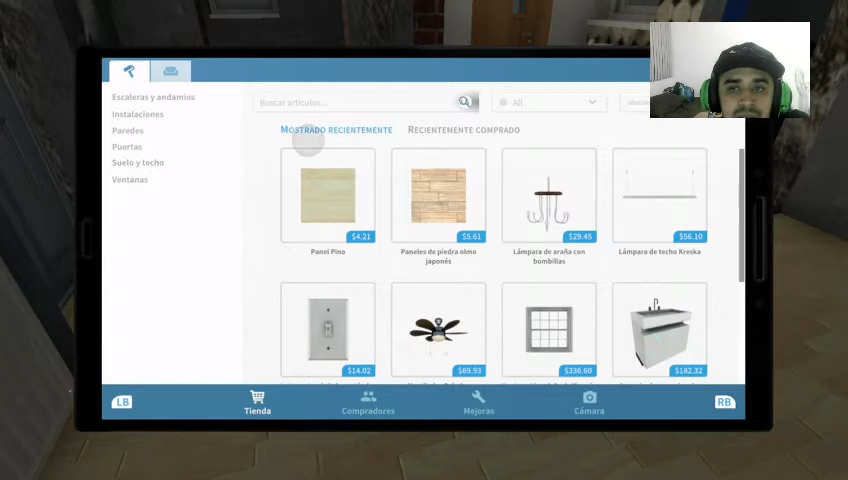 Escaleras y andamios
Instalaciones
Paredes
Puertas
Suelo y techo
Ventanas
Buscar artículos...
All
MOSTRADO RECIENTEMENTE
RECIENTEMENTE COMPRADO
$4.21
$5.61
$29.45
$56.10
Panel Pino
Paneles de piedra olmo japonés
Lámpara de araña con bombillas
Lámpara de techo Kreska
$14.02
$69.93
$336.60
$182.32
LB
Tienda
Compradores
Mejoras
Cámara
RB